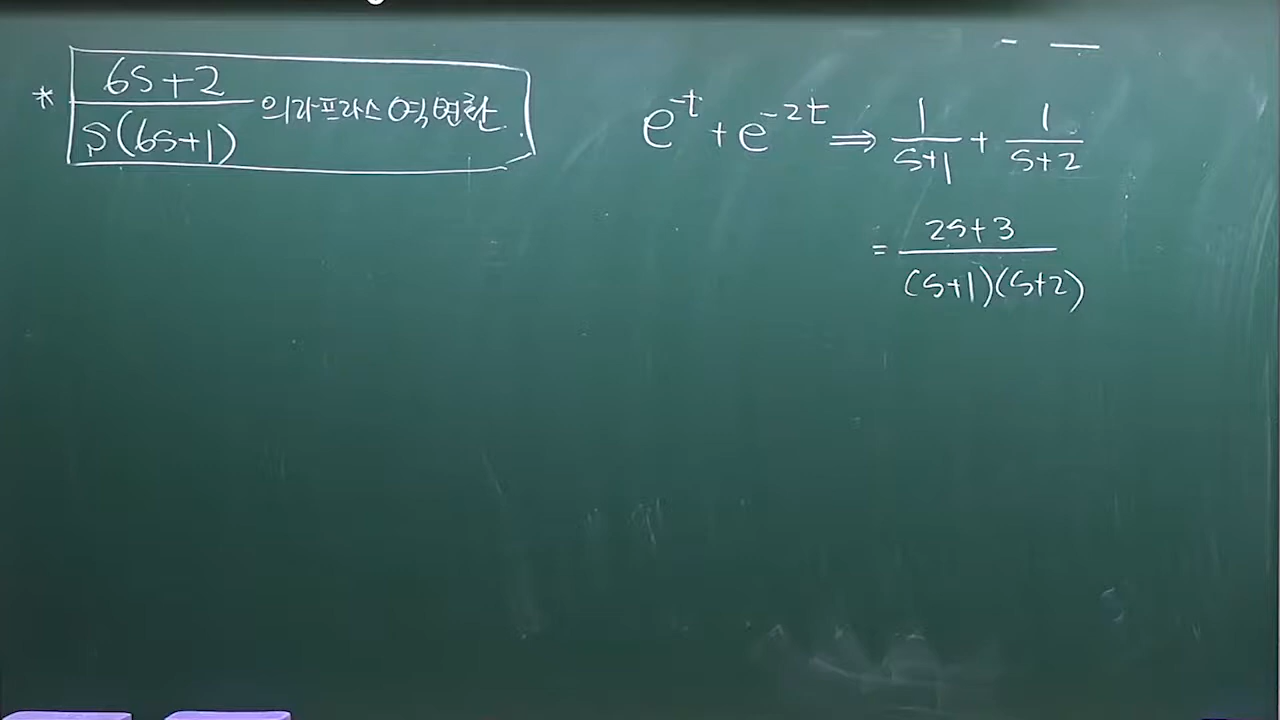 * 6s+2
s(6s+1) 의 라프라스 역변환.
e^-t + e^-2t ⇒ 1/(s+1) + 1/(s+2)
= 2s+3
(s+1)(s+2)